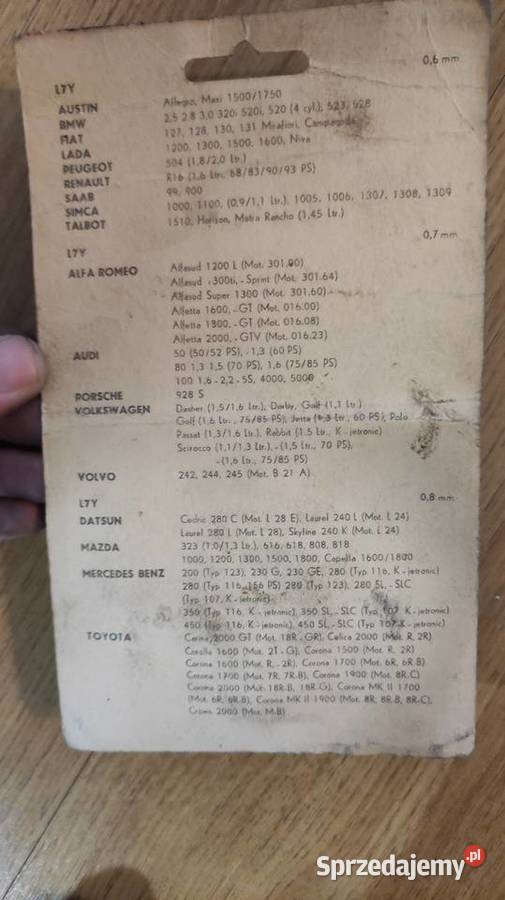 0,6 mm
L7Y
AUSTIN Allegro, Maxi 1500/1750
BMW 2,5 2,8 3,0 320i 520i, 520 (4 cyl.), 523, 628
FIAT 127, 128, 130, 131 Mirafiori, Campagnola
LADA 1200, 1300, 1500, 1600, Niva
PEUGEOT 504 (1,8/2,0 Ltr.)
RENAULT R16 (1,6 Ltr. 68/83/90/93 PS)
SAAB 99, 900
SIMCA 1000, 1100, (0,9/1,1 Ltr.), 1005, 1006, 1307, 1308, 1309
TALBOT 1510, Horison, Matra Rancho (1,45 Ltr.)
0,7 mm
L7Y
ALFA ROMEO Alfasud 1200 L (Mot. 301.00)
Alfasud -300ti, - Sprint (Mot. 301.64)
Alfasud Super 1300 (Mot. 301.60)
Alfetta 1600, - GT (Mot. 016.00)
Alfetta 1800, - GT (Mot. 016.08)
Alfetta 2000, - GTV (Mot. 016.23)
AUDI 50 (50/52 PS), - 1,3 (60 PS)
80 1,3 1,5 (70 PS), 1,6 (75/85 PS)
100 1,6 - 2,2 - 5S, 4000, 5000
PORSCHE 928 S
VOLKSWAGEN Dasher (1,5/1,6 Ltr.), Derby, Golf (1,1 Ltr.)
Golf (1,6 Ltr., 75/85 PS), Jetta (1,3 Ltr., 60 PS), Polo
Passat (1,3/1,6 Ltr.), Rabbit (1,5 Ltr., K - jetronic)
Scirocco (1,1/1,3 Ltr.), - (1,5 Ltr., 70 PS),
- (1,6 Ltr., 75/85 PS)
VOLVO 242, 244, 245 (Mot. B 21 A)
0,8 mm
L7Y
DATSUN Cedric 280 C (Mot. L 28 E), Laurel 240 L (Mot. L 24)
Laurel 280 L (Mot. L 28), Skyline 240 K (Mot. L 24)
MAZDA 323 (1,0/1,3 Ltr.), 616, 618, 808, 818
1000, 1200, 1300, 1500, 1800, Capella 1600/1800
MERCEDES BENZ 200 (Typ 123), 230 G, 230 GE, 280 (Typ 116, K - jetronic)
280 (Typ 116, 156 PS) 280 (Typ 123), 280 SL, - SLC
(Typ 107, K - jetronic)
350 (Typ 116, K - jetronic), 350 SL, - SLC (Typ 107, K - jetronic)
450 (Typ 116, K - jetronic), 450 SL, - SLC (Typ 107 K - jetronic)
TOYOTA Carina 2000 GT (Mot. 18R - GR), Celica 2000 (Mot. R, 2R)
Corolla 1600 (Mot. 2T - G), Corona 1500 (Mot. R, 2R)
Corona 1600 (Mot. R, - 2R), Corona 1700 (Mot. 6R, 6R-B)
Corona 1700 (Mot. 7R, 7R-B), Corona 1900 (Mot. 8R-C)
Corona 2000 (Mot. 18R-B, 18R-G), Corona MK II 1700
(Mot. 6R, 6R-B), Corona MK II 1900 (Mot. 8R, 8R-B, 8R-C),
Crown 2000 (Mot. M-B)
Sprzedajemy.pl